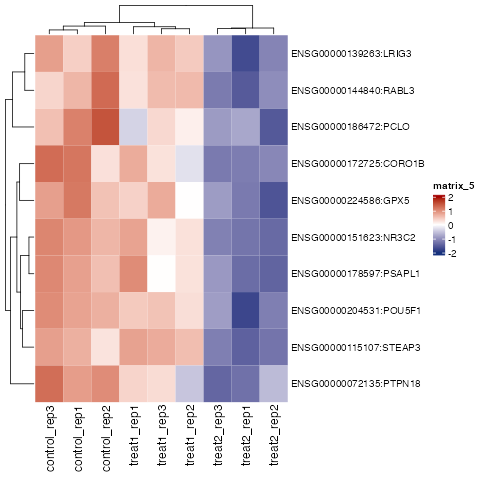 ENSG00000139263:LRIG3
ENSG00000144840:RABL3
ENSG00000186472:PCLO
ENSG00000172725:CORO1B
ENSG00000224586:GPX5
ENSG00000151623:NR3C2
ENSG00000178597:PSAPL1
ENSG00000204531:POU5F1
ENSG00000115107:STEAP3
ENSG00000072135:PTPN18
matrix_5
2
1
0
-1
-2
control_rep3
control_rep1
control_rep2
treat1_rep1
treat1_rep3
treat1_rep2
treat2_rep3
treat2_rep1
treat2_rep2